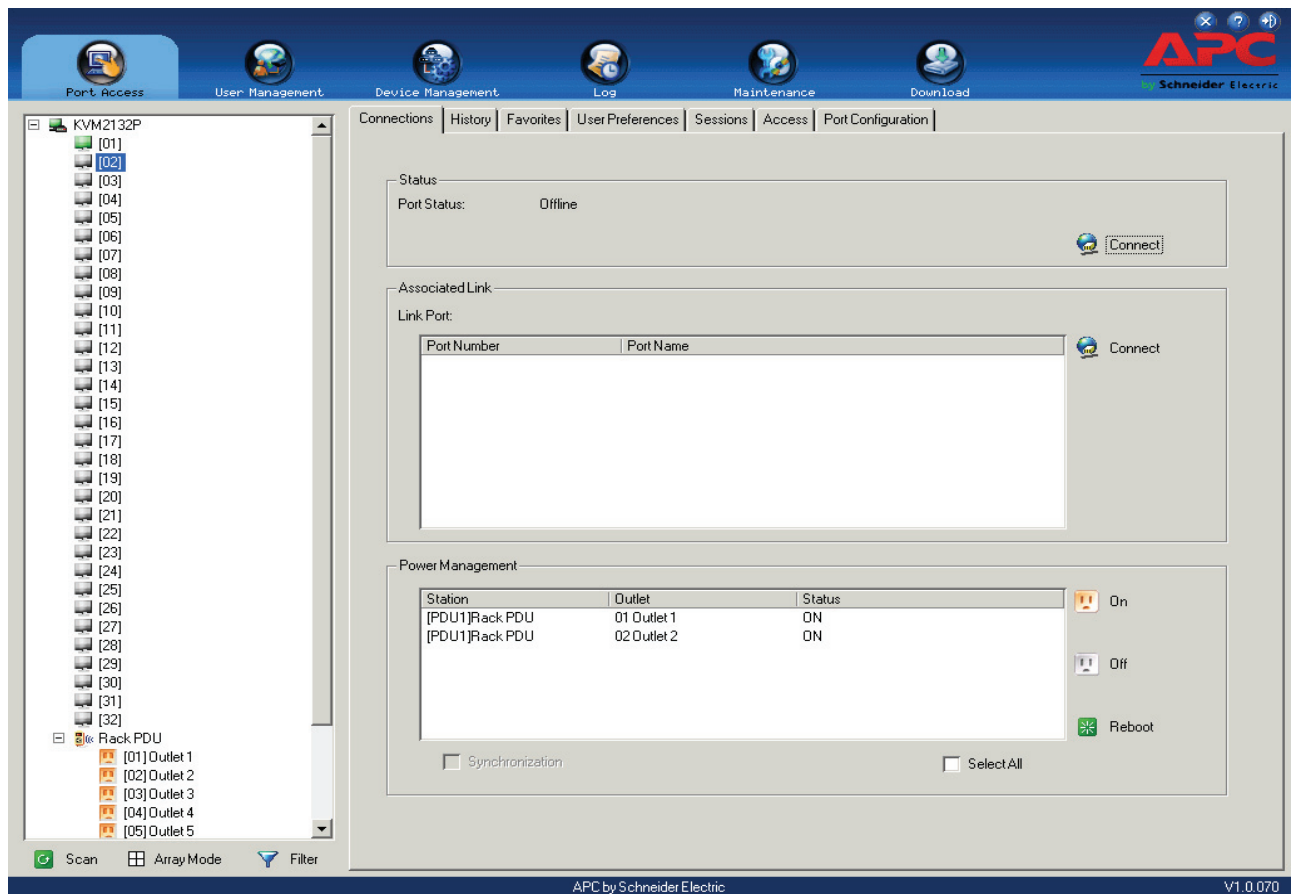 APC
by Schneider Electric
Port Access
User Management
Device Management
Log
Maintenance
Download
KVM2132P
[01]
[02]
[03]
[04]
[05]
[06]
[07]
[08]
[09]
[10]
[11]
[12]
[13]
[14]
[15]
[16]
[17]
[18]
[19]
[20]
[21]
[22]
[23]
[24]
[25]
[26]
[27]
[28]
[29]
[30]
[31]
[32]
Rack PDU
[01] Outlet 1
[02] Outlet 2
[03] Outlet 3
[04] Outlet 4
[05] Outlet 5
Scan Array Mode Filter
Connections History Favorites User Preferences Sessions Access Port Configuration
Status
Port Status: Offline
Connect
Associated Link
Link Port:
Port Number Port Name
Connect
Power Management
Station Outlet Status
[PDU1]Rack PDU 01 Outlet 1 ON
[PDU1]Rack PDU 02 Outlet 2 ON
On
Off
Reboot
Synchronization
Select All
APC by Schneider Electric
V1.0.070